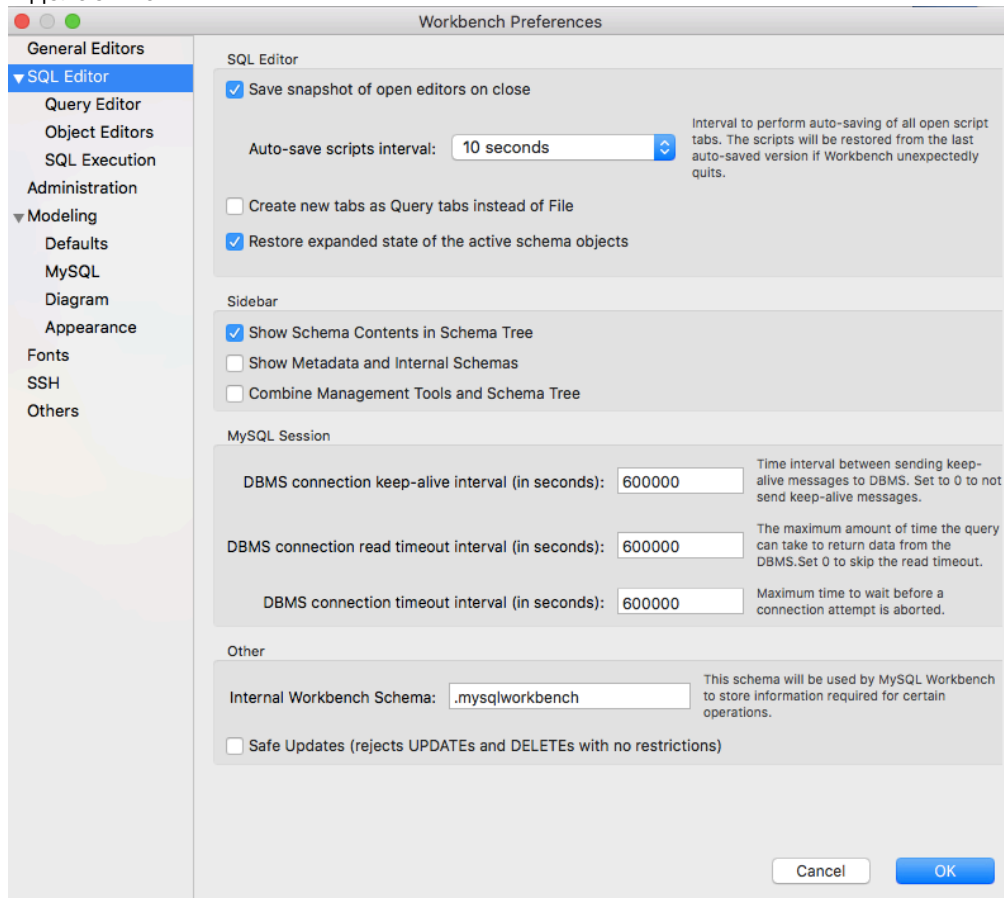 Workbench Preferences
General Editors
SQL Editor
Query Editor
Object Editors
SQL Execution
Administration
Modeling
Defaults
MySQL
Diagram
Appearance
Fonts
SSH
Others
SQL Editor
Save snapshot of open editors on close
Auto-save scripts interval:
10 seconds
Interval to perform auto-saving of all open script
tabs. The scripts will be restored from the last
auto-saved version if Workbench unexpectedly
quits.
Create new tabs as Query tabs instead of File
Restore expanded state of the active schema objects
Sidebar
Show Schema Contents in Schema Tree
Show Metadata and Internal Schemas
Combine Management Tools and Schema Tree
MySQL Session
DBMS connection keep-alive interval (in seconds):
600000
Time interval between sending keep-
alive messages to DBMS. Set to 0 to not
send keep-alive messages.
DBMS connection read timeout interval (in seconds):
600000
The maximum amount of time the query
can take to return data from the
DBMS.Set 0 to skip the read timeout.
DBMS connection timeout interval (in seconds):
600000
Maximum time to wait before a
connection attempt is aborted.
Other
Internal Workbench Schema:
.mysqlworkbench
This schema will be used by MySQL Workbench
to store information required for certain
operations.
Safe Updates (rejects UPDATEs and DELETEs with no restrictions)
Cancel
OK